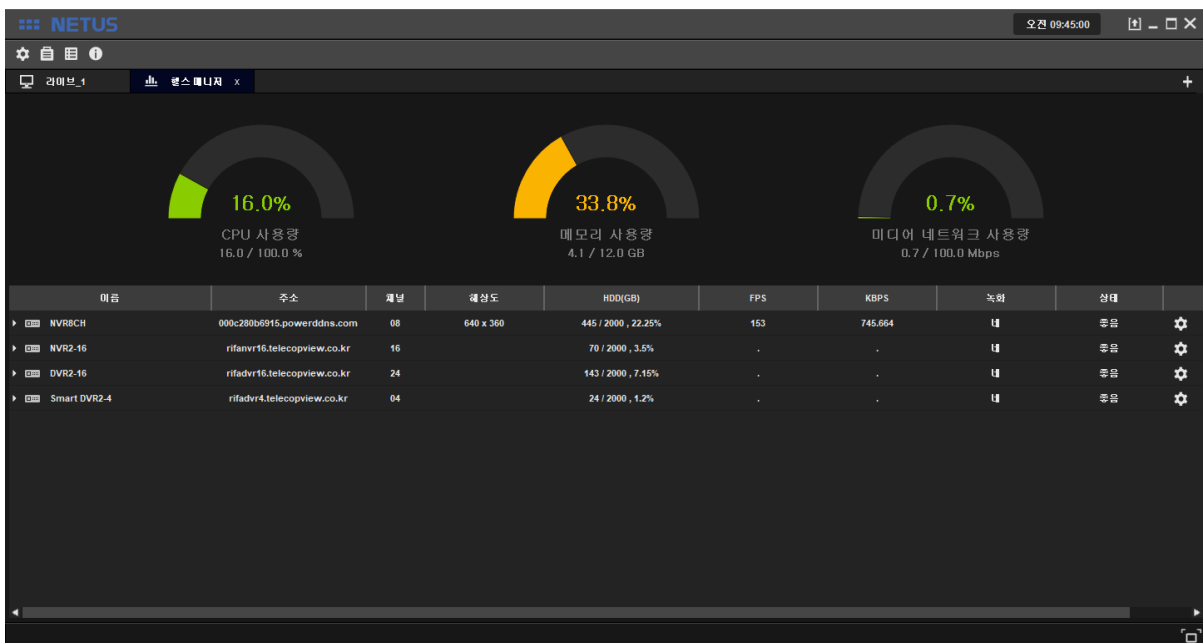 NETUS
오전 09:45:00
라이브_1
헬스매니저 x
16.0%
CPU 사용량
16.0 / 100.0 %
33.8%
메모리 사용량
4.1 / 12.0 GB
0.7%
미디어 네트워크 사용량
0.7 / 100.0 Mbps
이름 주소 채널 해상도 HDD(GB) FPS KBPS 녹화 상태
NVR8CH 000c280b6915.powerddns.com 08 640 x 360 445 / 2000 , 22.25% 153 745.664 네 좋음
NVR2-16 rifanvr16.telecopview.co.kr 16 70 / 2000 , 3.5% . . 네 좋음
DVR2-16 rifadvr16.telecopview.co.kr 24 143 / 2000 , 7.15% . . 네 좋음
Smart DVR2-4 rifadvr4.telecopview.co.kr 04 24 / 2000 , 1.2% . . 네 좋음